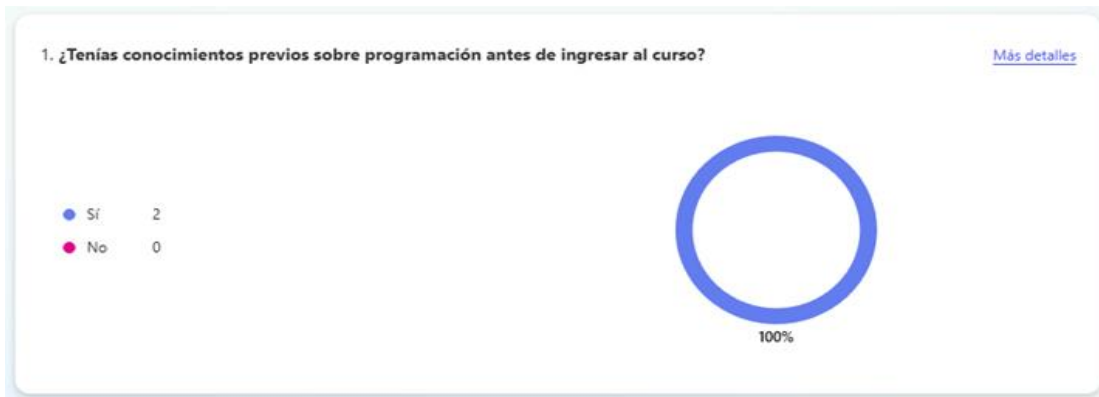 1. ¿Tenías conocimientos previos sobre programación antes de ingresar al curso?
Más detalles
Sí 2
No 0
100%